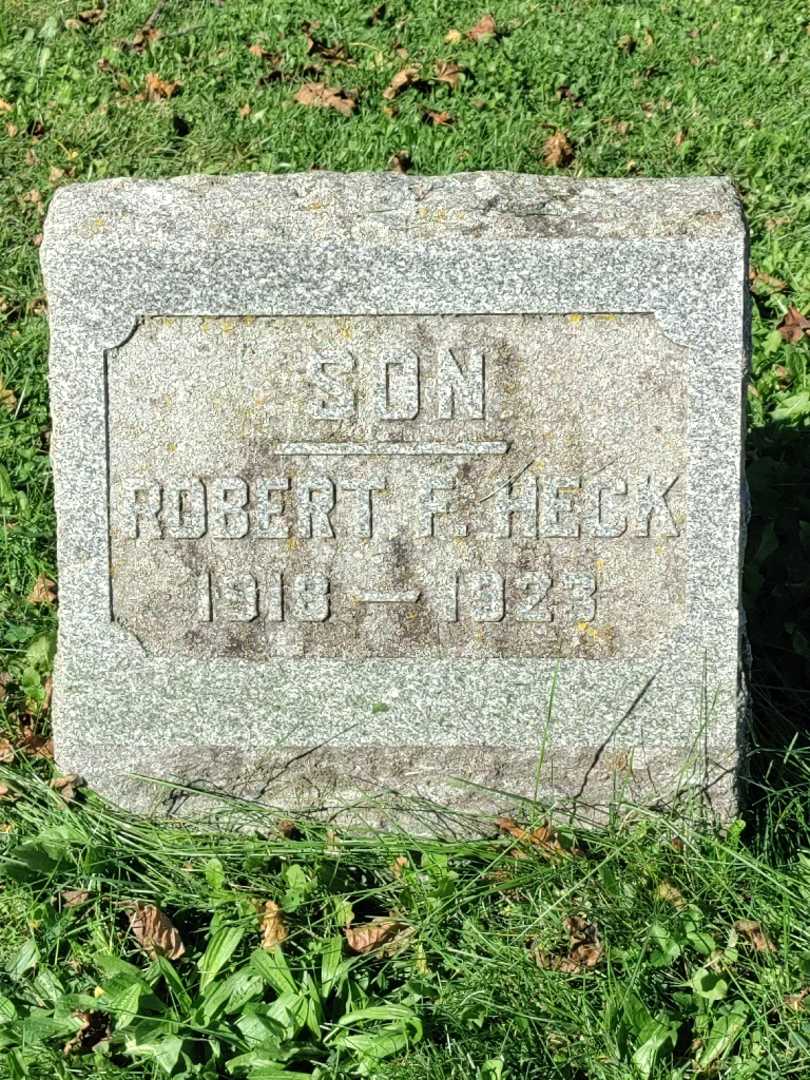 SON
ROBERT F. HECK
1918 — 1923